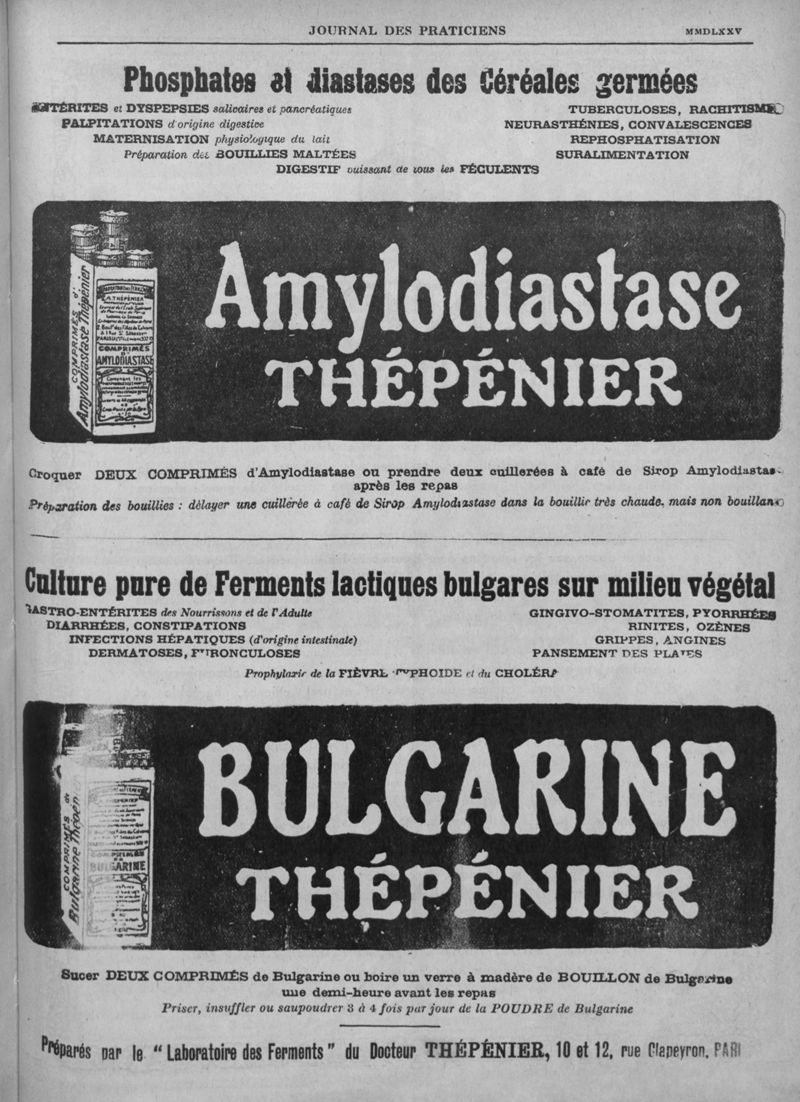 JOURNAL DES PRATICIENS
MMDLXXV
Phosphates et diastases des Céréales germées
ENTÉRITES et DYSPEPSIES salivaires et pancréatiques
PALPITATIONS d'origine digestive
MATERNISATION physiologique du lait
Préparation des BOUILLIES MALTÉES
TUBERCULOSES, RACHITISME
NEURASTHÉNIES, CONVALESCENCES
REPHOSPHATISATION
SURALIMENTATION
DIGESTIF puissant de tous les FÉCULENTS
COMPRIMÉS d'
Amylodiastase Thépénier
COMPRIMÉS
AMYLODIASTASE
Amylodiastase
THÉPÉNIER
Croquer DEUX COMPRIMÉS d'Amylodiastase ou prendre deux cuillerées à café de Sirop Amylodiastas
après les repas
Préparation des bouillies : délayer une cuillerée à café de Sirop Amylodiastase dans la bouillie très chaude, mais non bouillan
Culture pure de Ferments lactiques bulgares sur milieu végétal
GASTRO-ENTÉRITES des Nourrissons et de l'Adulte
DIARRHÉES, CONSTIPATIONS
INFECTIONS HÉPATIQUES (d'origine intestinale)
DERMATOSES, FURONCULOSES
GINGIVO-STOMATITES, PYORRHÉES
RINITES, OZÈNES
GRIPPES, ANGINES
PANSEMENT DES PLAIES
Prophylaxie de la FIÈVRE TYPHOIDE et du CHOLÉRA
COMPRIMÉS de
Bulgarine Thépén
BULGARINE
THÉPÉNIER
Sucer DEUX COMPRIMÉS de Bulgarine ou boire un verre à madère de BOUILLON de Bulgarine
une demi-heure avant les repas
Priser, insuffler ou saupoudrer 3 à 4 fois par jour de la POUDRE de Bulgarine
Préparés par le "Laboratoire des Ferments" du Docteur THÉPÉNIER, 10 et 12, rue Clapeyron, PARI